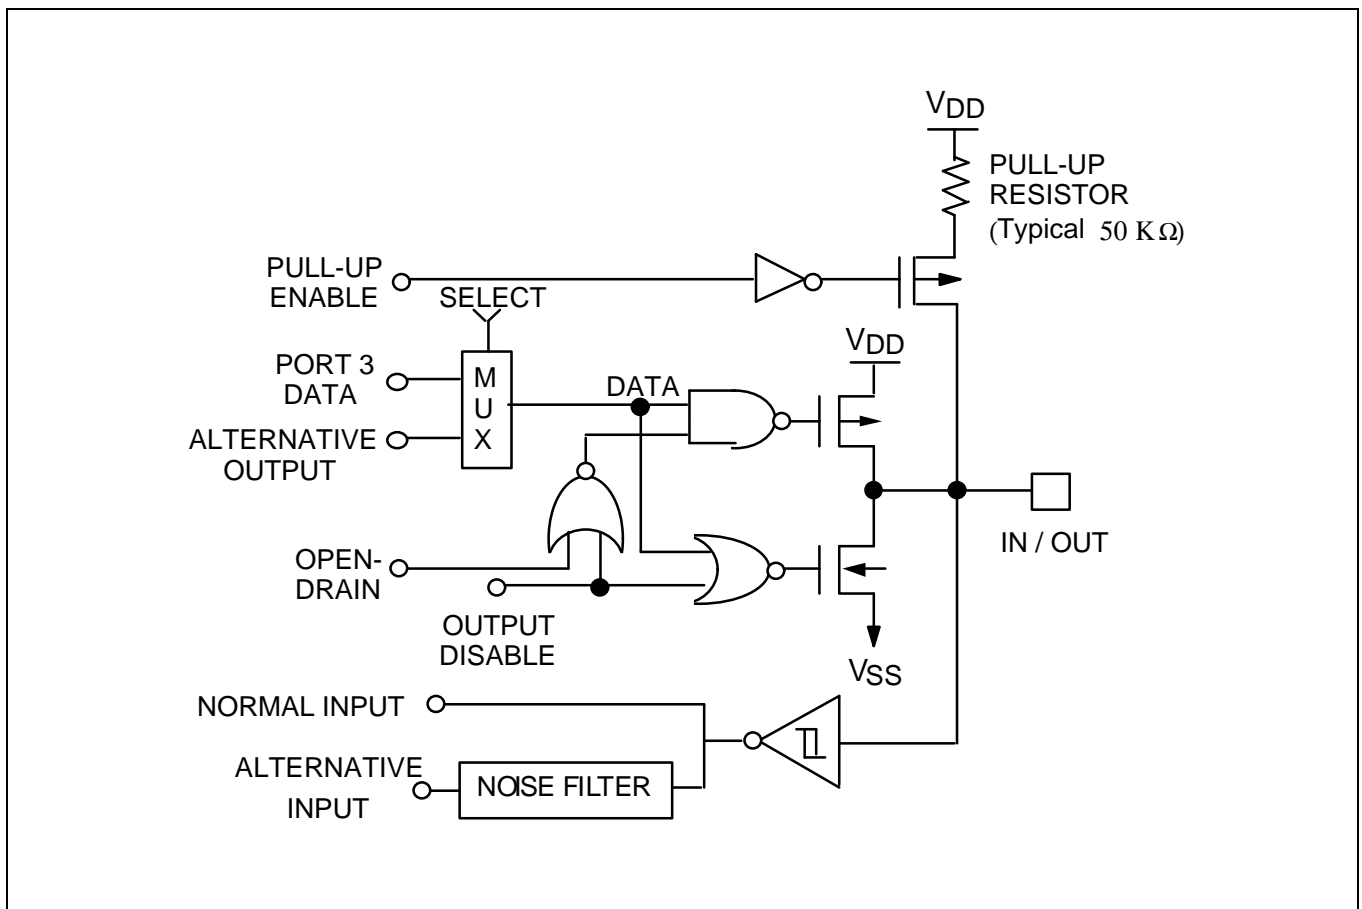 VDD
PULL-UP
RESISTOR
(Typical 50 KΩ)
PULL-UP
ENABLE
SELECT
VDD
PORT 3
DATA
M
U
X
DATA
ALTERNATIVE
OUTPUT
OPEN-
DRAIN
IN / OUT
OUTPUT
DISABLE
VSS
NORMAL INPUT
ALTERNATIVE
INPUT
NOISE FILTER